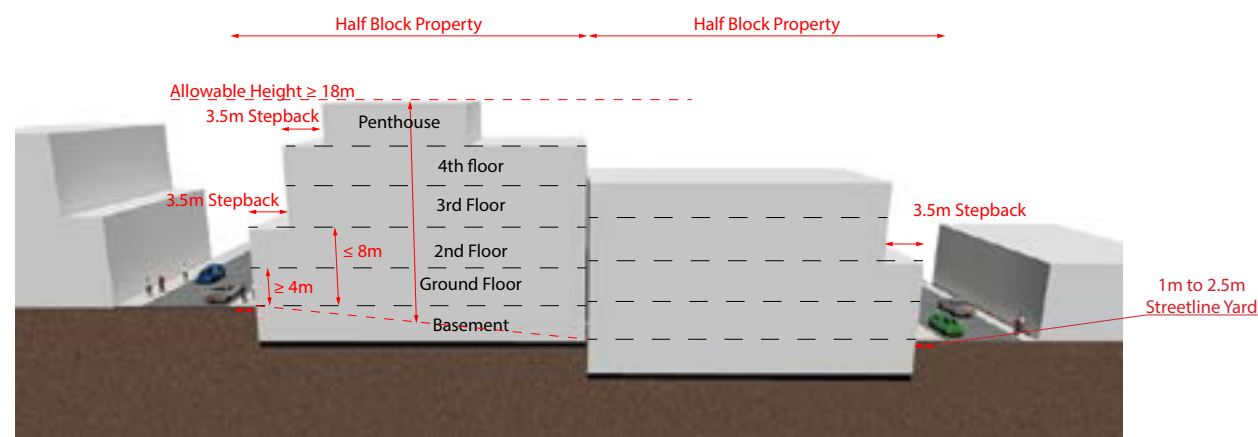 Half Block Property
Half Block Property
Allowable Height ≥ 18m
3.5m Stepback
Penthouse
4th floor
3.5m Stepback
3rd Floor
3.5m Stepback
≤ 8m
2nd Floor
≥ 4m
Ground Floor
1m to 2.5m
Streetline Yard
Basement